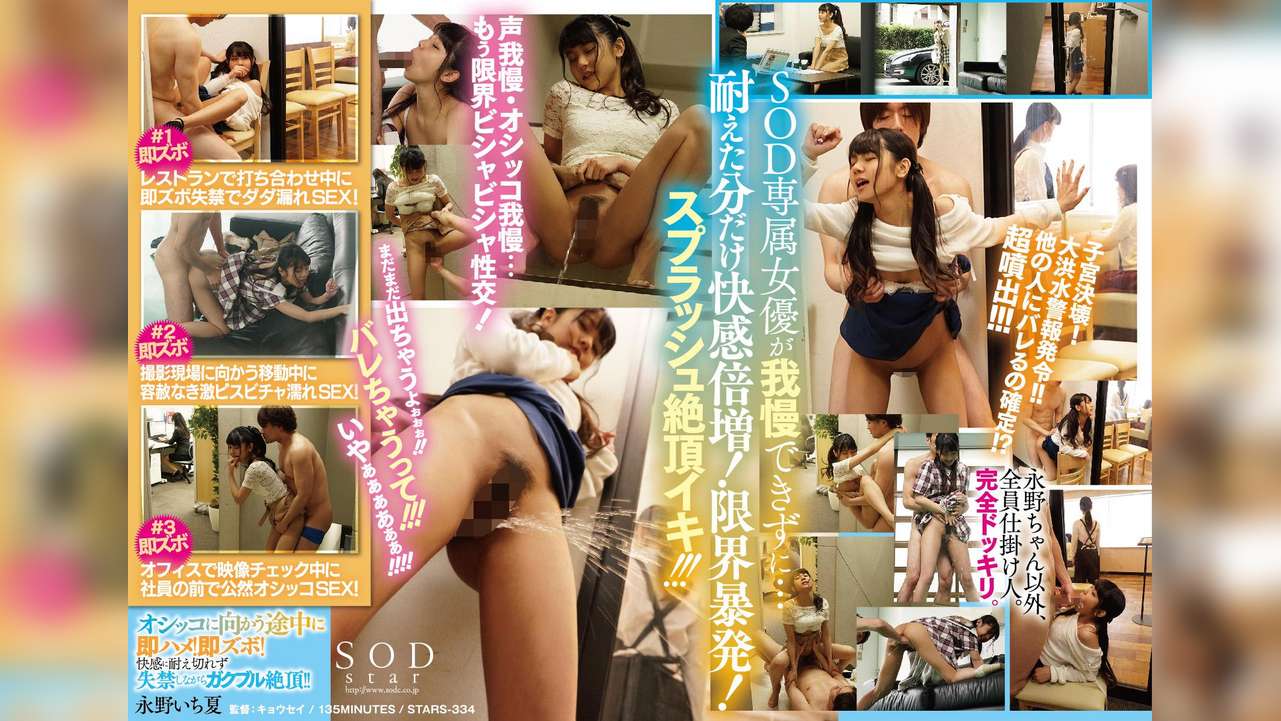 #1
即ズボ
レストランで打ち合わせ中に
即ズボ失禁でダダ漏れSEX!
#2
即ズボ
撮影現場に向かう移動中に
容赦なき激ピスビチャ濡れSEX!
#3
即ズボ
オフィスで映像チェック中に
社員の前で公然オシッコSEX!
オシッコに向かう途中に
即ハメ!即ズボ!
快感に耐え切れず
失禁しながらガクブル絶頂!!
永野いち夏
監督:キョウセイ / 135MINUTES / STARS-334
声我慢・オシッコ我慢…
もぅ限界ビシャビシャ性交!
まだまだ出ちゃうよぉぉ!!
バレちゃうって!!!
いやぁぁぁぁぁぁ!!!!
SOD
star
http://www.sodc.co.jp
SOD専属女優が我慢できずに…
耐えた分だけ快感倍増!限界暴発!
スプラッシュ絶頂イキ!!!
子宮決壊!
大洪水警報発令!!
他の人にバレるの確定!?
超噴出!!!
永野ちゃん以外、
全員仕掛け人。
完全ドッキリ。